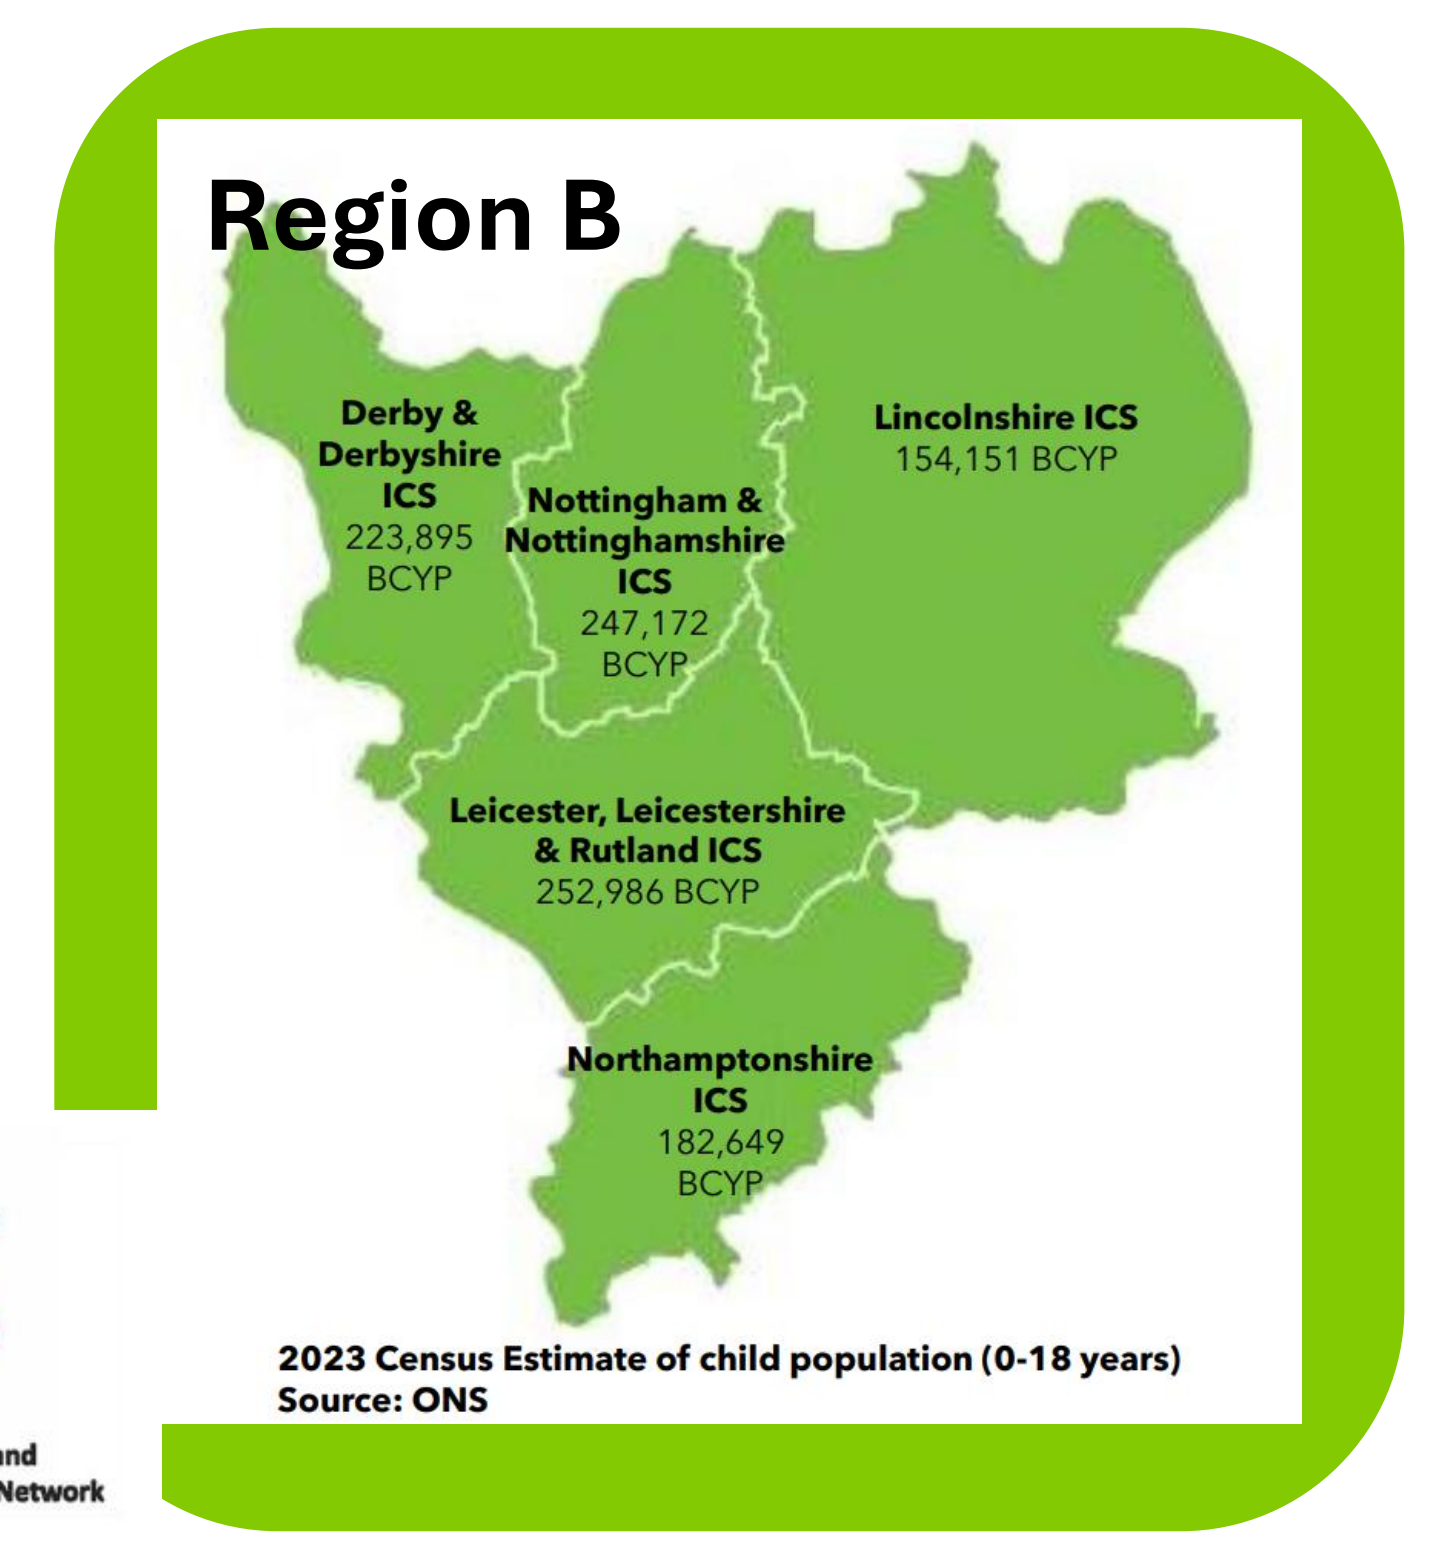 Region B
Derby &
Derbyshire
ICS
223,895
BCYP
Nottingham &
Nottinghamshire
ICS
247,172
BCYP
Lincolnshire ICS
154,151 BCYP
Leicester, Leicestershire
& Rutland ICS
252,986 BCYP
Northamptonshire
ICS
182,649
BCYP
2023 Census Estimate of child population (0-18 years)
Source: ONS
Network